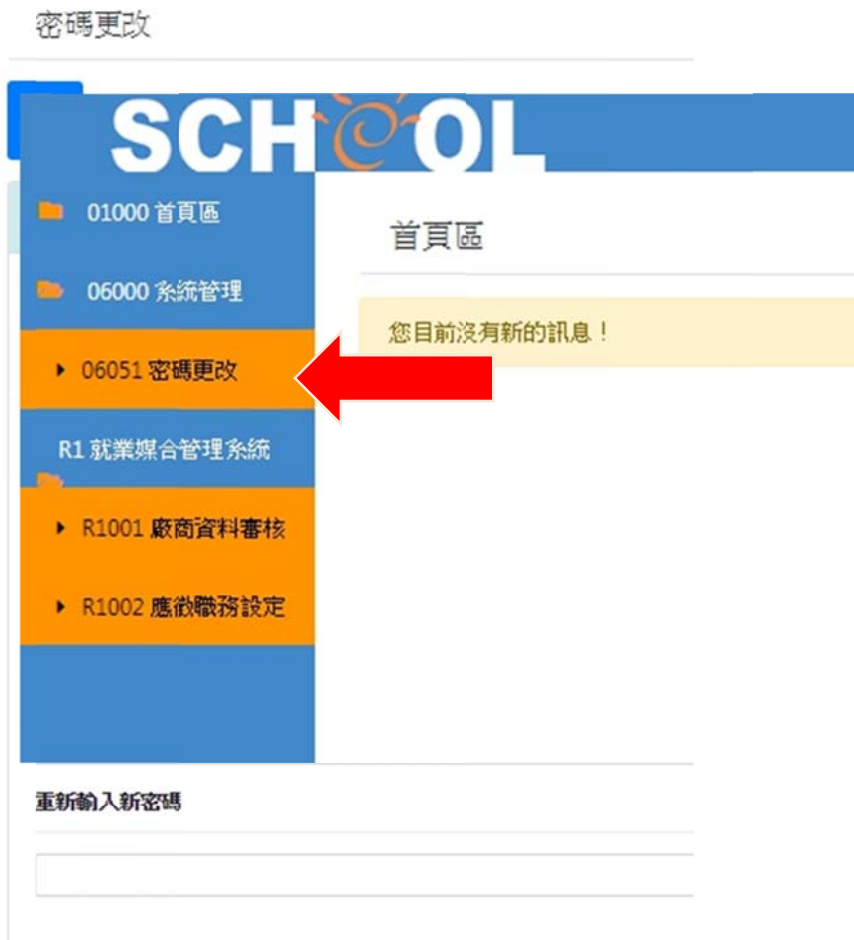 密碼更改
SCHOOL
01000 首頁區
首頁區
06000 系統管理
您目前沒有新的訊息！
06051 密碼更改
R1 就業媒合管理系統
R1001 廠商資料審核
R1002 應徵職務設定
重新輸入新密碼